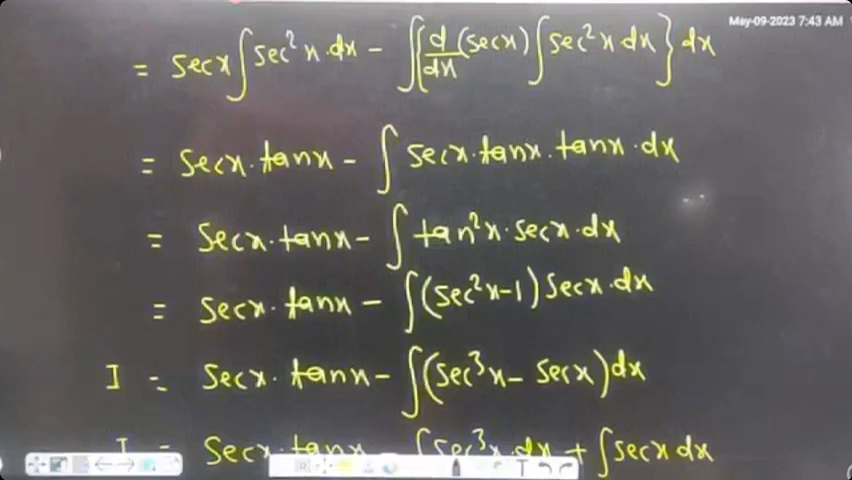 May-09-2023 7:43 AM
= secx∫sec²x·dx - ∫{d/dx(secx)∫sec²x dx}dx
= secx·tanx - ∫secx·tanx·tanx·dx
= secx·tanx - ∫tan²x·secx·dx
= secx·tanx - ∫(sec²x-1)secx·dx
I = secx·tanx - ∫(sec³x - secx)dx
I = secx·tanx - ∫sec³x·dx + ∫secx dx